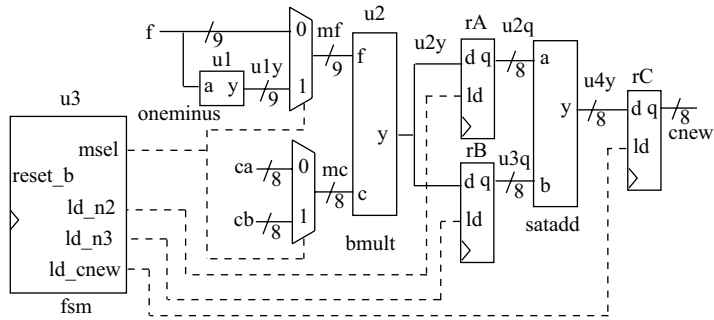 f
9
u1
a y
oneminus
u1y
9
0
1
mf
9
u2
f
y
c
bmult
u3
reset_b
msel
ld_n2
ld_n3
ld_cnew
fsm
ca
8
cb
8
0
1
mc
8
u2y
rA
d q
ld
u2q
8
rB
d q
ld
u3q
8
a
y
b
satadd
u4y
8
rC
d q
ld
8
cnew